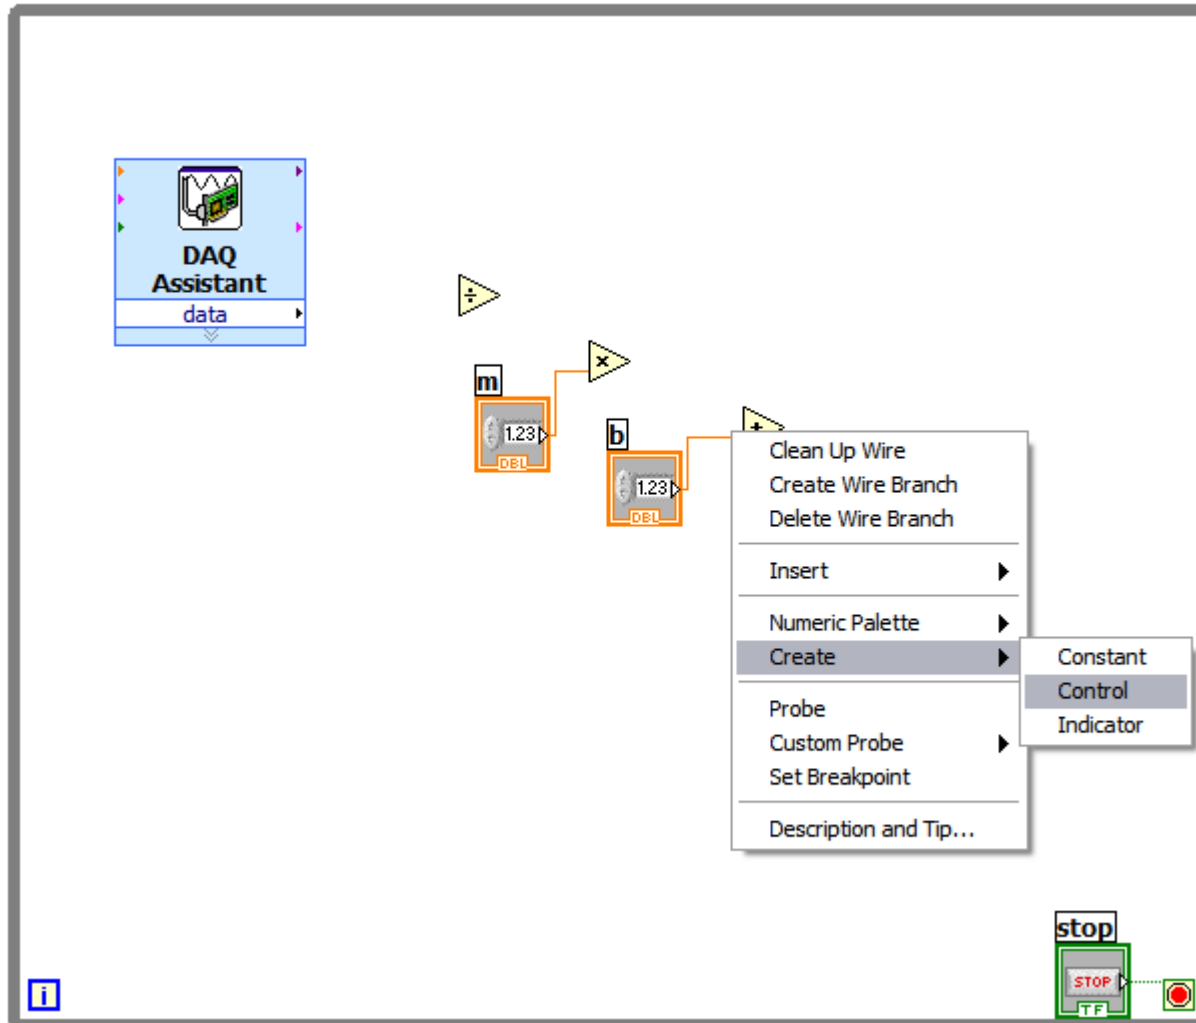 DAQ
Assistant
data
÷
×
m
1.23
DBL
b
1.23
DBL
+
Clean Up Wire
Create Wire Branch
Delete Wire Branch
Insert
Numeric Palette
Create
Constant
Control
Indicator
Probe
Custom Probe
Set Breakpoint
Description and Tip...
stop
STOP
TF
i